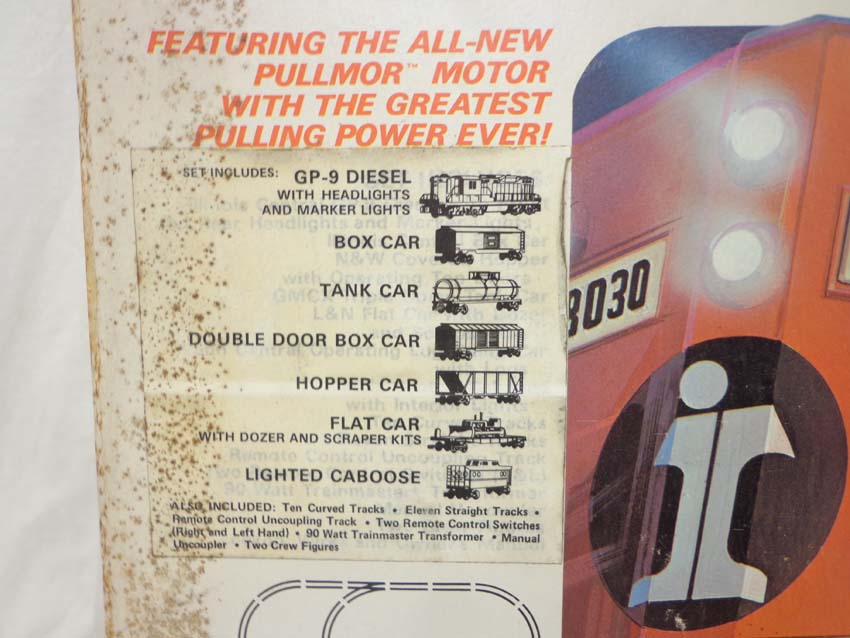 FEATURING THE ALL-NEW
PULLMOR™ MOTOR
WITH THE GREATEST
PULLING POWER EVER!
SET INCLUDES: GP-9 DIESEL
WITH HEADLIGHTS
AND MARKER LIGHTS
BOX CAR
TANK CAR
DOUBLE DOOR BOX CAR
HOPPER CAR
FLAT CAR
WITH DOZER AND SCRAPER KITS
LIGHTED CABOOSE
ALSO INCLUDED: Ten Curved Tracks • Eleven Straight Tracks •
Remote Control Uncoupling Track • Two Remote Control Switches
(Right and Left Hand) • 90 Watt Trainmaster Transformer • Manual
Uncoupler • Two Crew Figures
8030
i